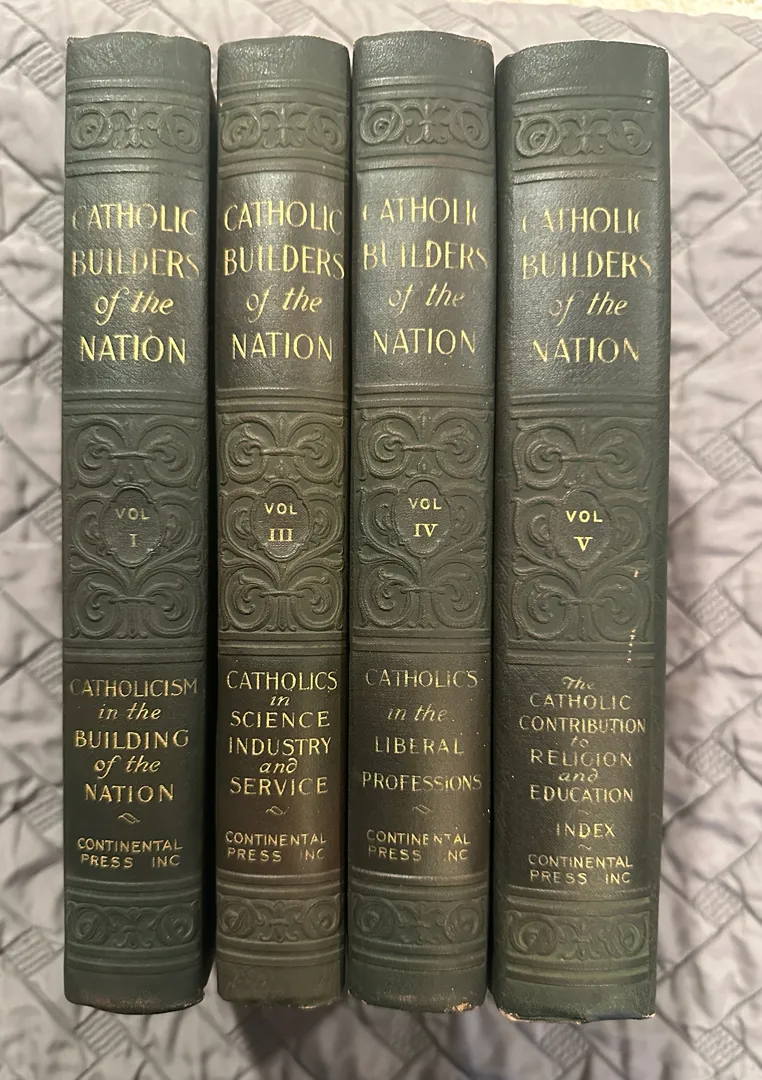 CATHOLIC
BUILDERS
of the
NATION
VOL
I
CATHOLICISM
in the
BUILDING
of the
NATION
CONTINENTAL
PRESS INC
CATHOLIC
BUILDERS
of the
NATION
VOL
III
CATHOLICS
in
SCIENCE
INDUSTRY
and
SERVICE
CONTINENTAL
PRESS INC
CATHOLIC
BUILDERS
of the
NATION
VOL
IV
CATHOLICS
in the
LIBERAL
PROFESSIONS
CONTINENTAL
PRESS INC
CATHOLIC
BUILDERS
of the
NATION
VOL
V
The
CATHOLIC
CONTRIBUTION
to
RELIGION
and
EDUCATION
INDEX
CONTINENTAL
PRESS INC